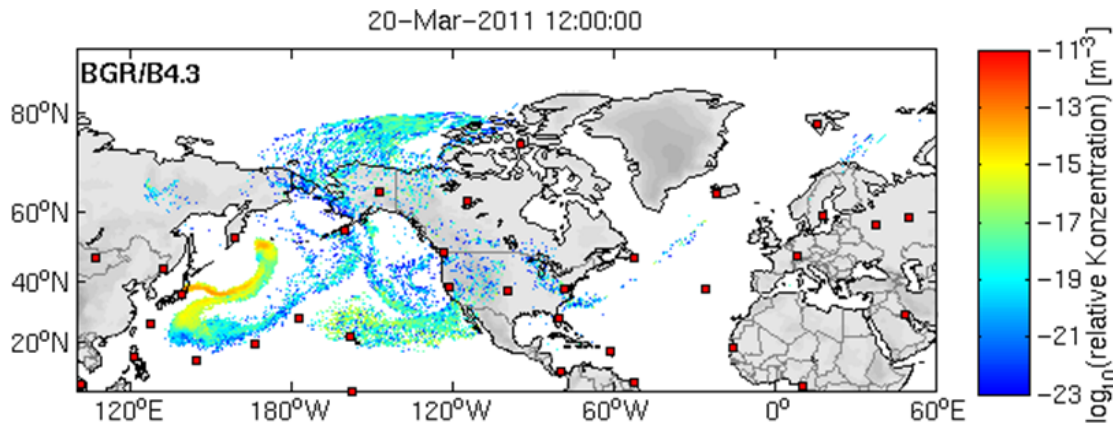 20-Mar-2011 12:00:00
BGR/B4.3
80°N
60°N
40°N
20°N
120°E
180°W
120°W
60°W
0°
60°E
-11
-13
-15
-17
-19
-21
-23
log₁₀(relative Konzentration) [m⁻³]